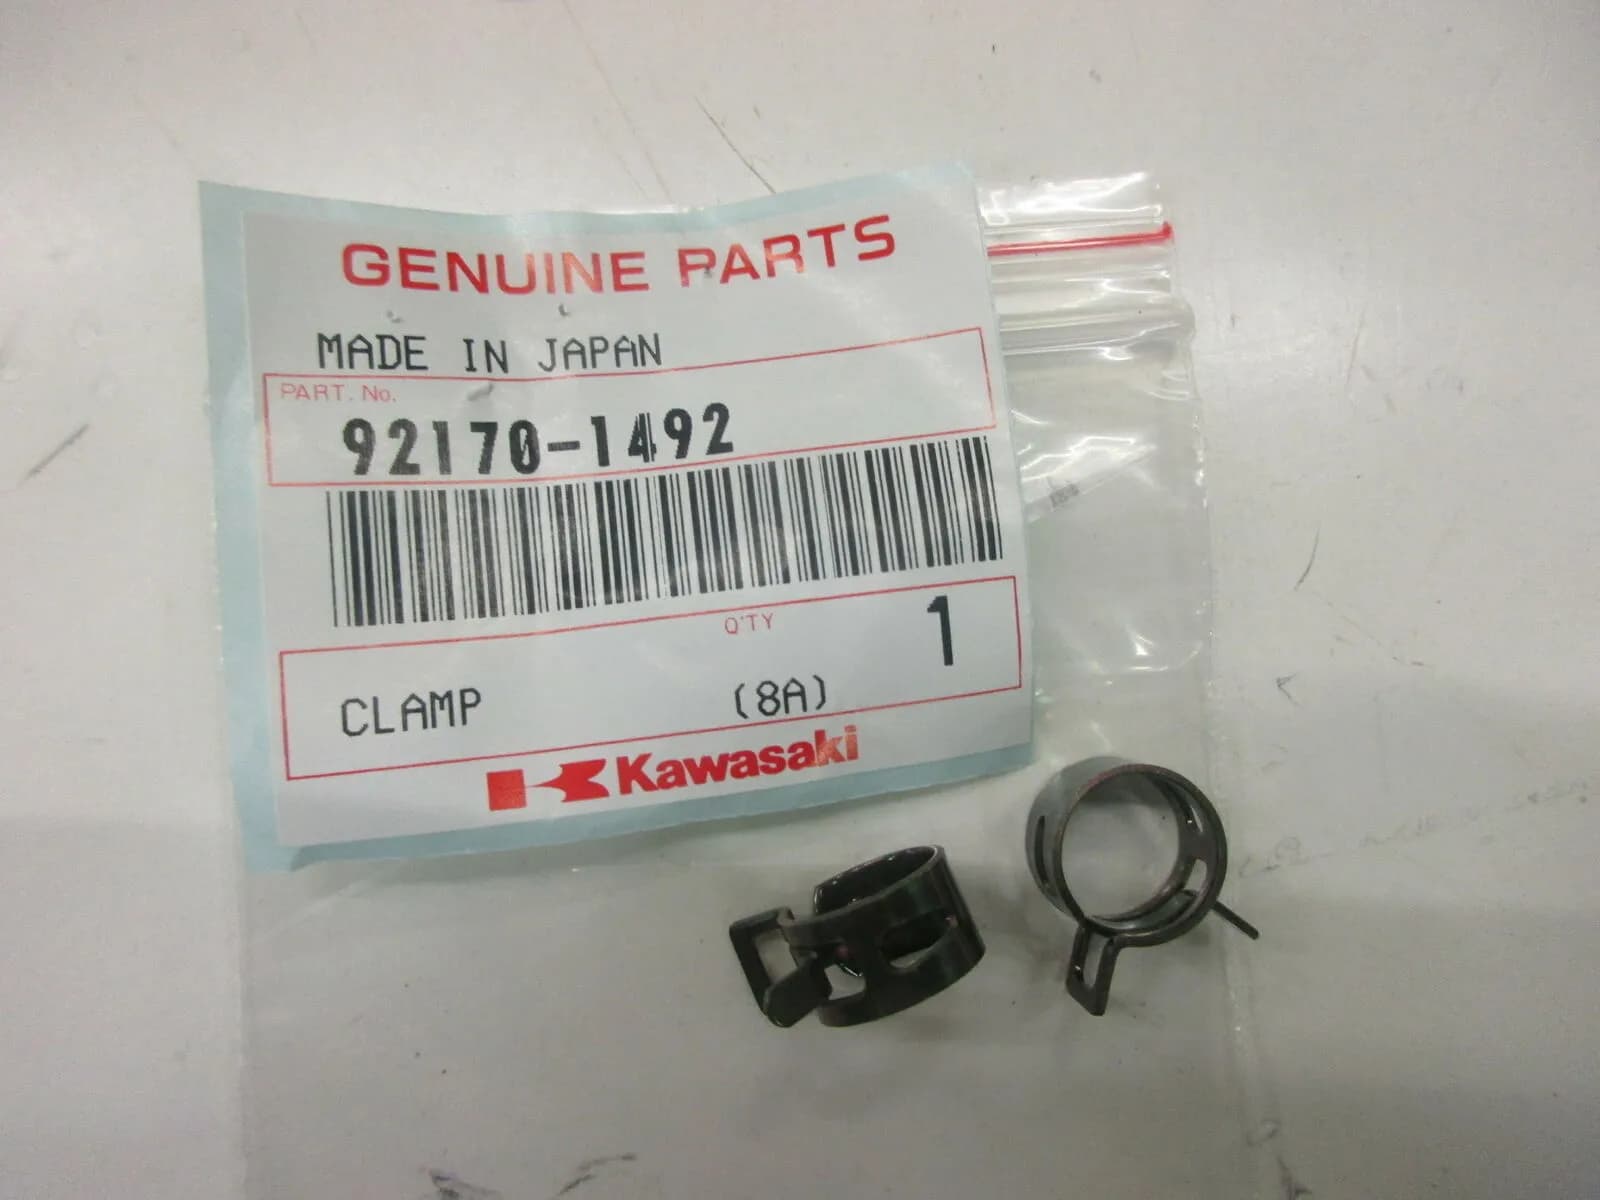 GENUINE PARTS
MADE IN JAPAN
PART. No.
92170-1492
Q'TY
1
CLAMP (8A)
Kawasaki